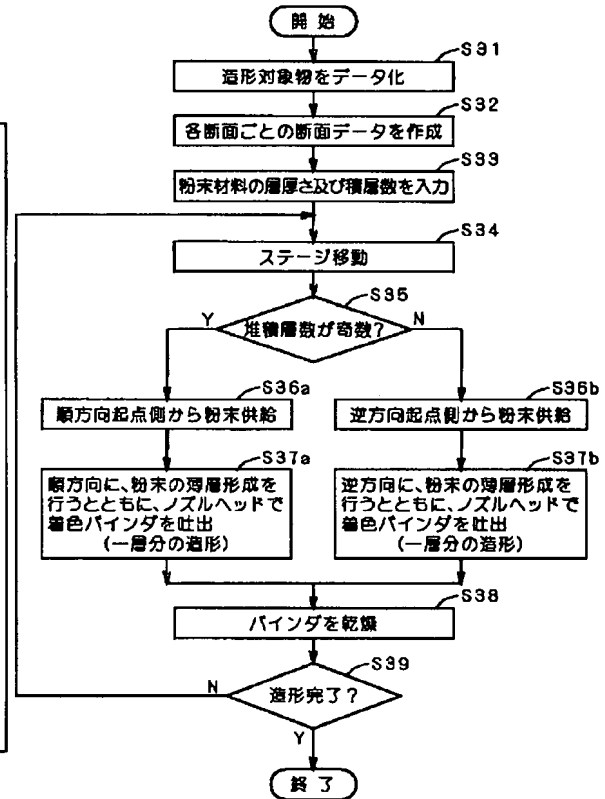 開 始
S31
造形対象物をデータ化
S32
各断面ごとの断面データを作成
S33
粉末材料の層厚さ及び積層数を入力
S34
ステージ移動
S35
堆積層数が奇数?
Y
N
S36a
順方向起点側から粉末供給
S36b
逆方向起点側から粉末供給
S37a
順方向に、粉末の薄層形成を
行うとともに、ノズルヘッドで
着色バインダを吐出
(一層分の造形)
S37b
逆方向に、粉末の薄層形成を
行うとともに、ノズルヘッドで
着色バインダを吐出
(一層分の造形)
S38
バインダを乾燥
S39
造形完了?
N
Y
終 了